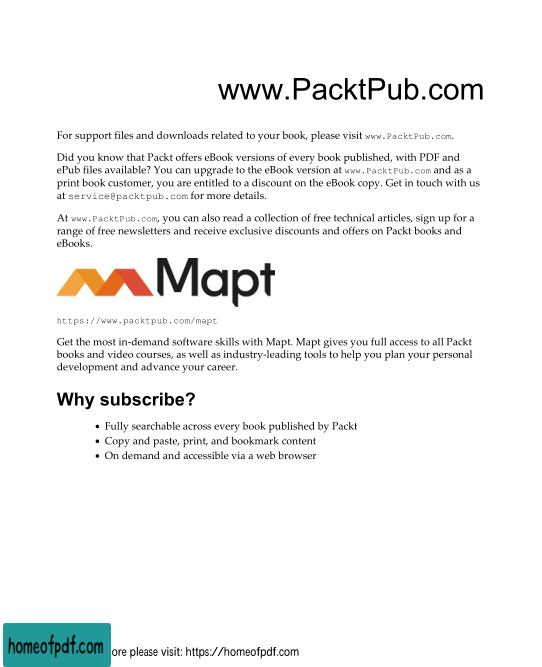 www.PacktPub.com
For support files and downloads related to your book, please visit www.PacktPub.com.
Did you know that Packt offers eBook versions of every book published, with PDF and
ePub files available? You can upgrade to the eBook version at www.PacktPub.com and as a
print book customer, you are entitled to a discount on the eBook copy. Get in touch with us
at service@packtpub.com for more details.
At www.PacktPub.com, you can also read a collection of free technical articles, sign up for a
range of free newsletters and receive exclusive discounts and offers on Packt books and
eBooks.
Mapt
https://www.packtpub.com/mapt
Get the most in-demand software skills with Mapt. Mapt gives you full access to all Packt
books and video courses, as well as industry-leading tools to help you plan your personal
development and advance your career.
Why subscribe?
• Fully searchable across every book published by Packt
• Copy and paste, print, and bookmark content
• On demand and accessible via a web browser
homeofpdf.com ore please visit: https://homeofpdf.com